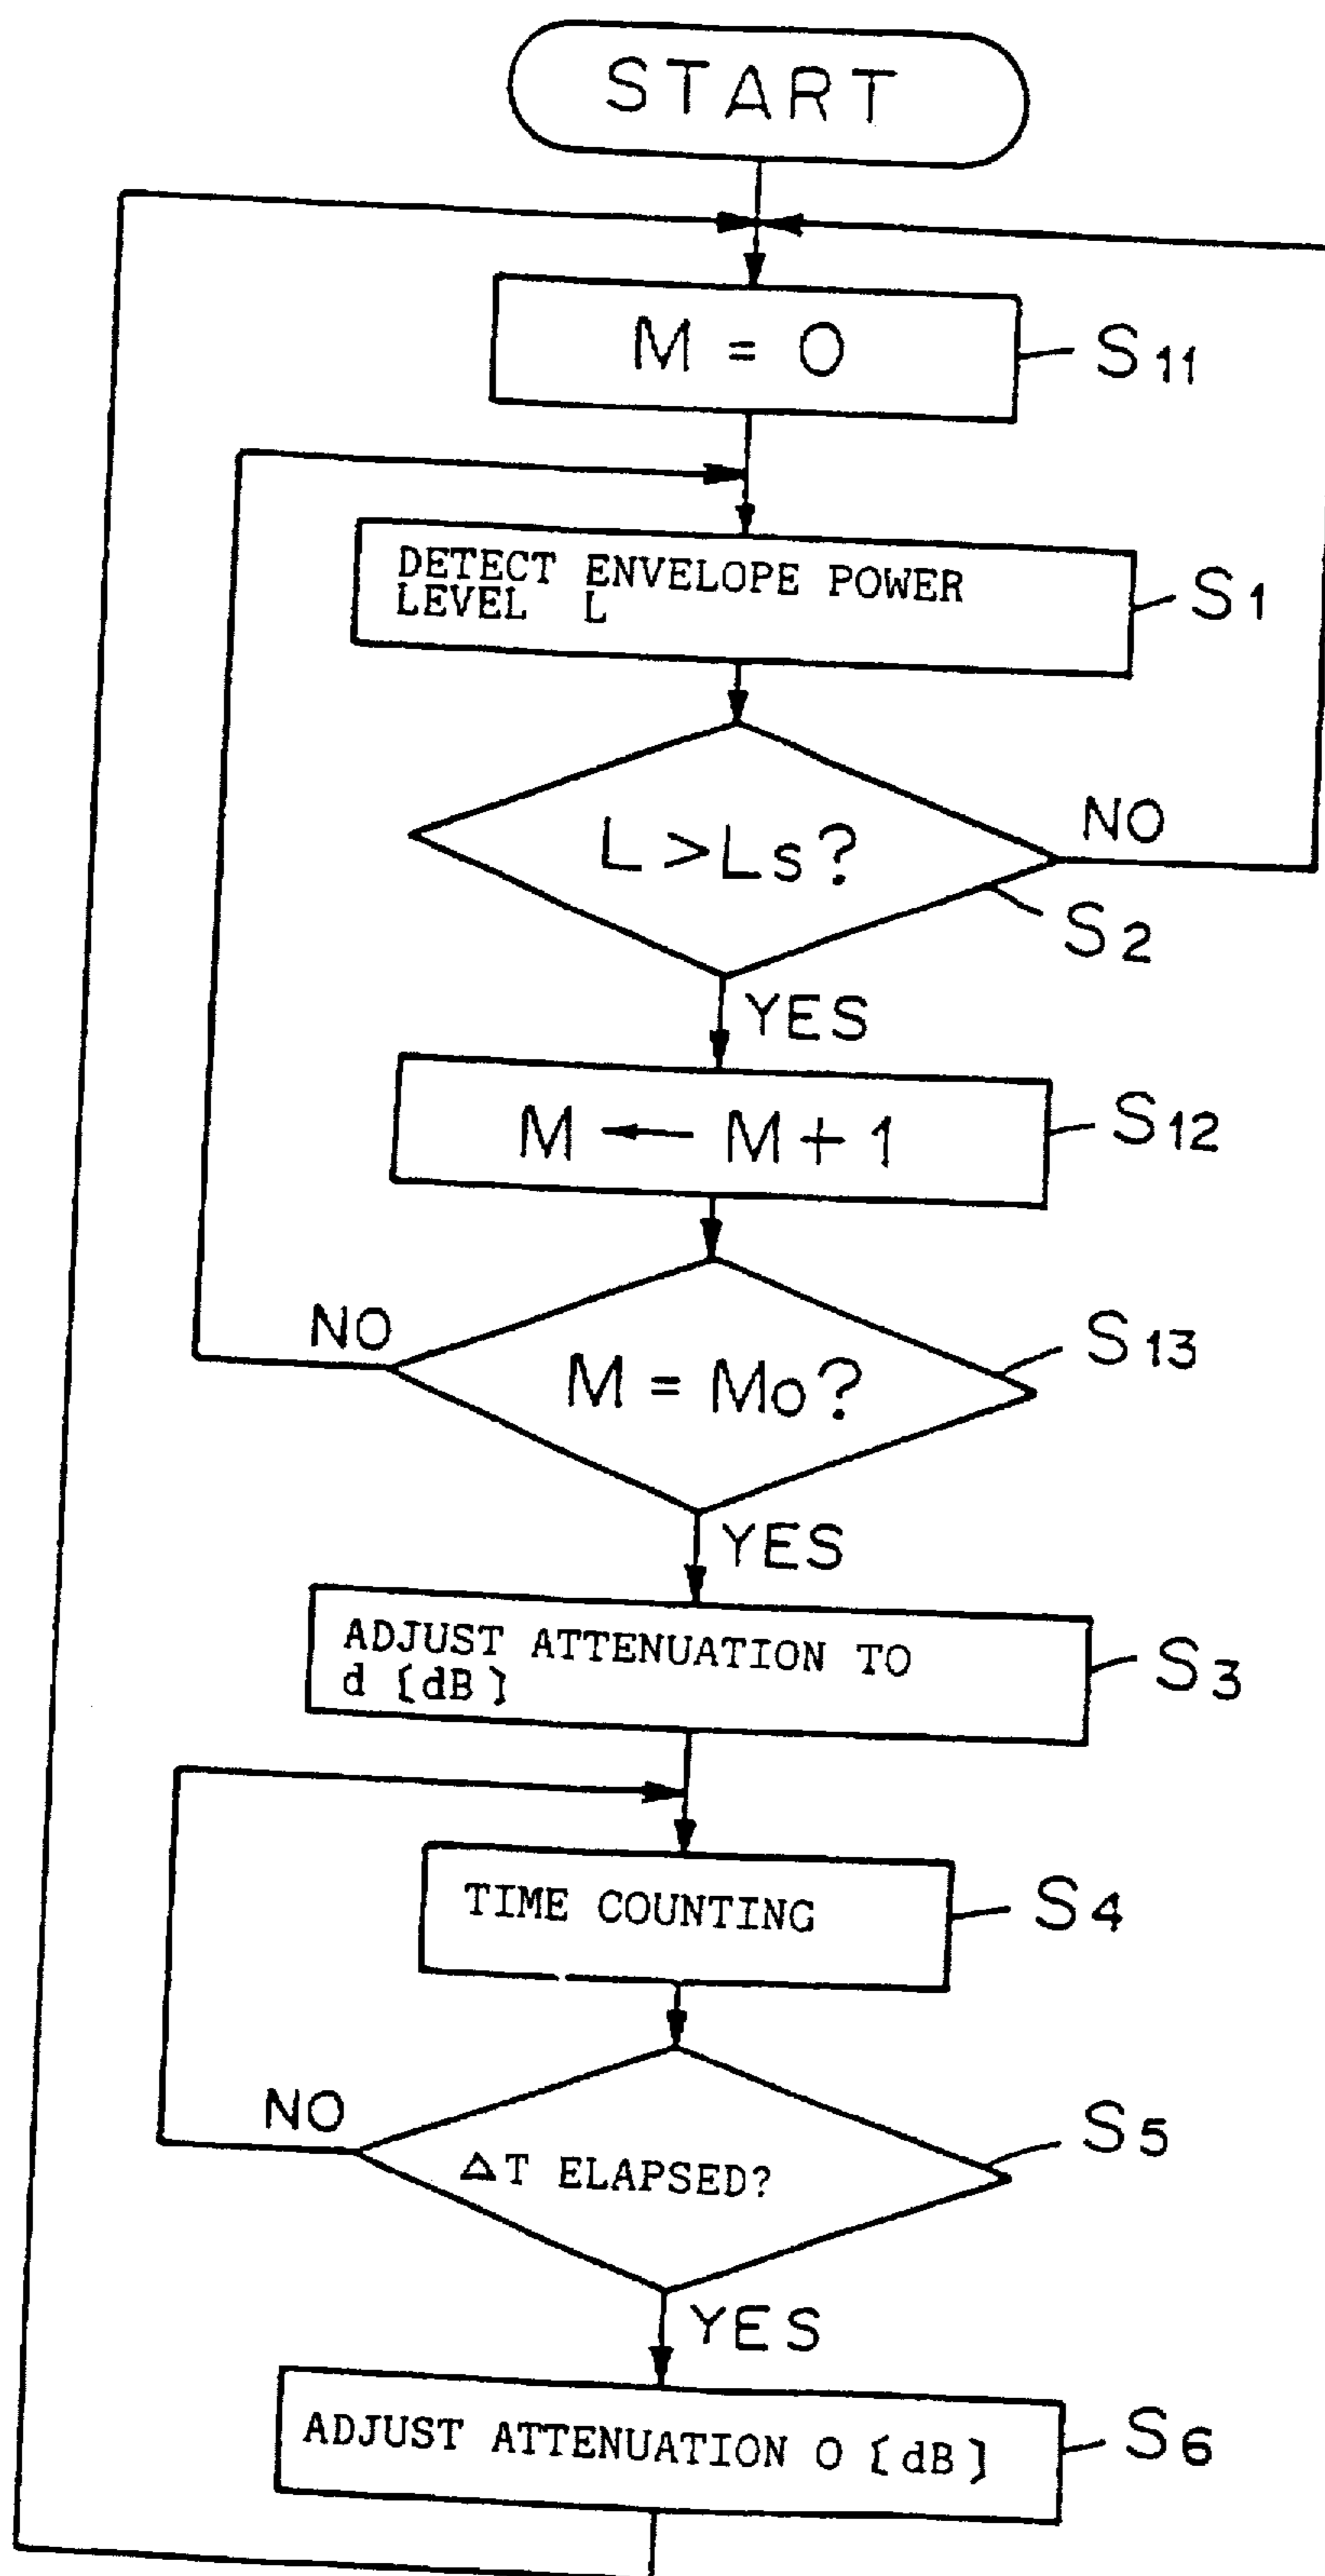 START
M = 0
S11
DETECT ENVELOPE POWER
LEVEL L
S1
L>Ls?
NO
S2
YES
M ← M + 1
S12
NO
M = Mo?
S13
YES
ADJUST ATTENUATION TO
d [dB]
S3
TIME COUNTING
S4
NO
ΔT ELAPSED?
S5
YES
ADJUST ATTENUATION 0 [dB]
S6